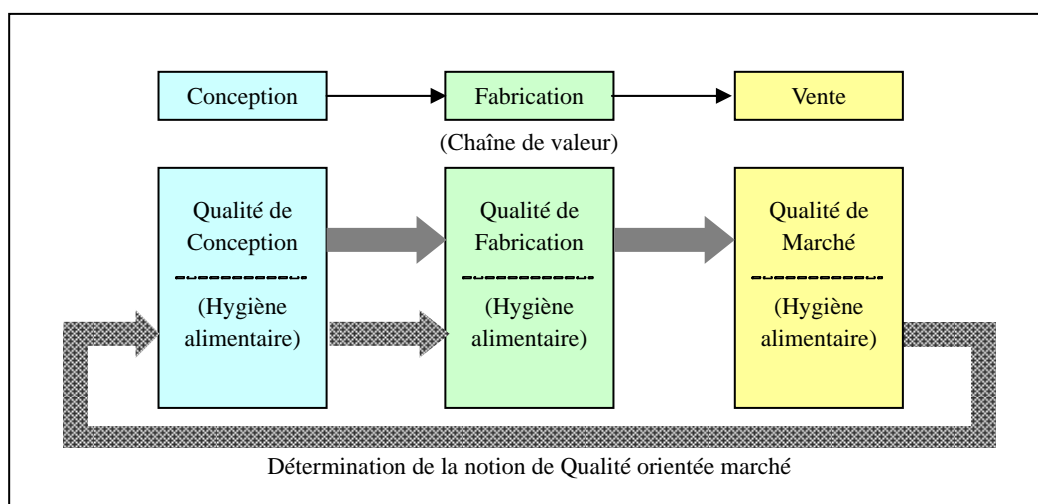 Conception
Fabrication
Vente
(Chaîne de valeur)
Qualité de
Conception
(Hygiène
alimentaire)
Qualité de
Fabrication
(Hygiène
alimentaire)
Qualité de
Marché
(Hygiène
alimentaire)
Détermination de la notion de Qualité orientée marché